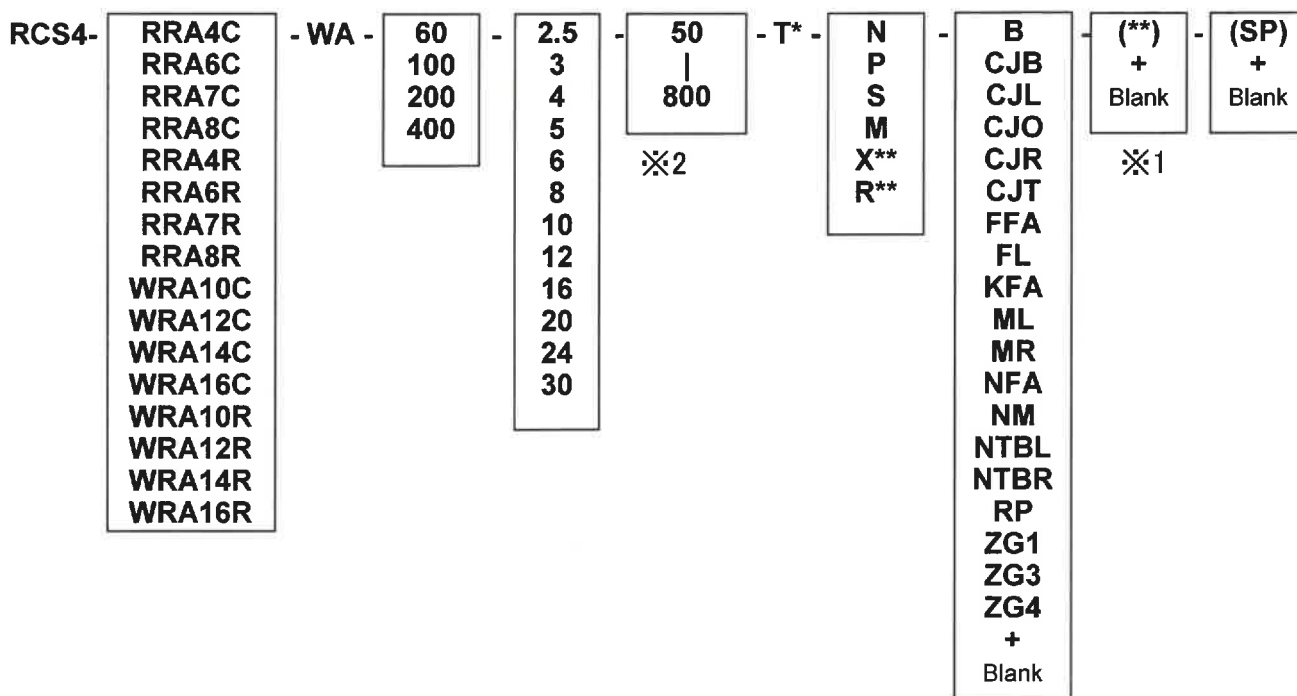 RCS4- RRA4C - WA - 60 - 2.5 - 50 - T* - N - B - (**) - (SP)
RRA6C 100 3 | P CJB + +
RRA7C 200 4 800 S CJL Blank Blank
RRA8C 400 5 M CJO
RRA4R 6 ※2 X** CJR ※1
RRA6R 8 R** CJT
RRA7R 10 FFA
RRA8R 12 FL
WRA10C 16 KFA
WRA12C 20 ML
WRA14C 24 MR
WRA16C 30 NFA
WRA10R NM
WRA12R NTBL
WRA14R NTBR
WRA16R RP
ZG1
ZG3
ZG4
+
Blank